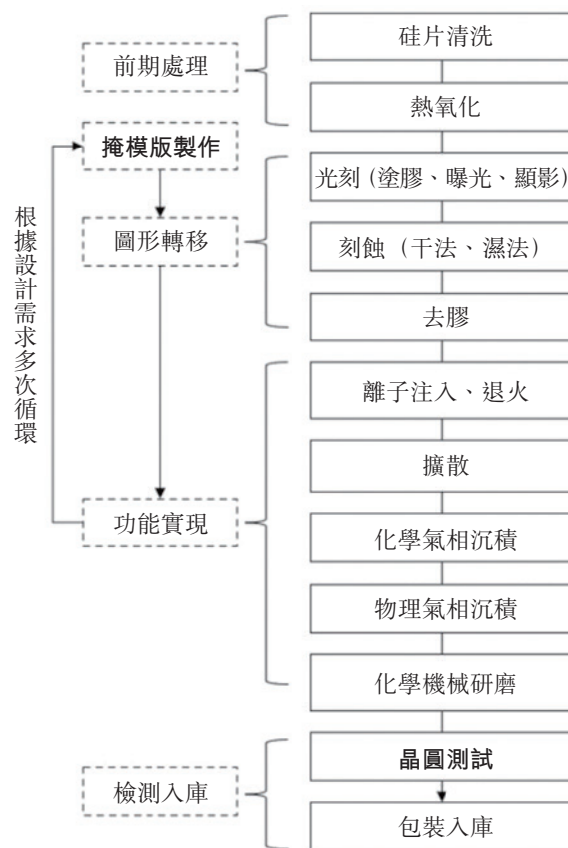 硅片清洗
前期處理
熱氧化
掩模版製作
光刻（塗膠、曝光、顯影）
圖形轉移
刻蝕（干法、濕法）
去膠
根據設計需求多次循環
離子注入、退火
擴散
功能實現
化學氣相沉積
物理氣相沉積
化學機械研磨
晶圓測試
檢測入庫
包裝入庫